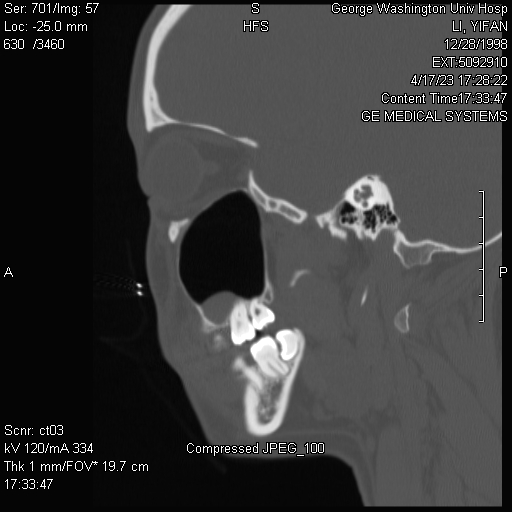 Ser: 701/Img: 57
Loc: -25.0 mm
630 /3460
S
HFS
George Washington Univ Hosp
LI, YIFAN
12/28/1998
EXT:5092910
4/17/23 17:28:22
Content Time17:33:47
GE MEDICAL SYSTEMS
A
P
Scnr: ct03
kV 120/mA 334
Thk 1 mm/FOV* 19.7 cm
17:33:47
Compressed JPEG_100